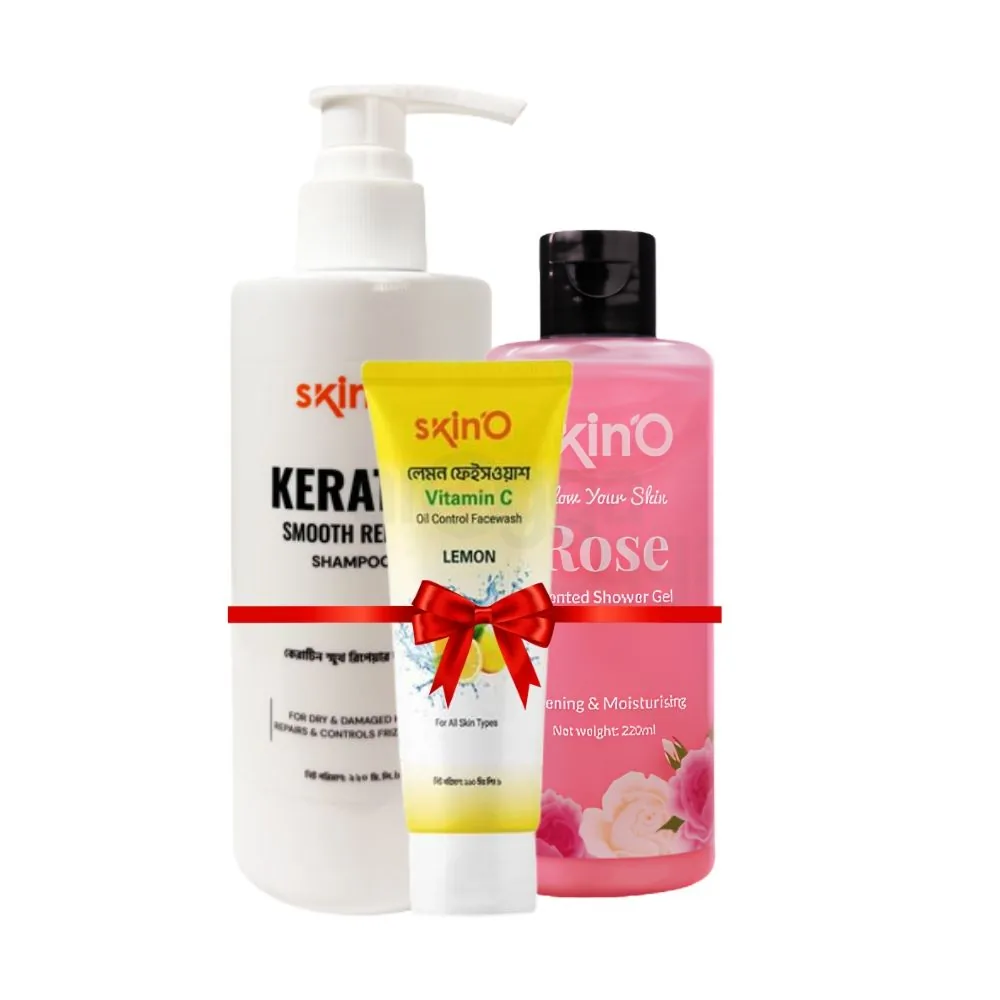 skin
KERAT
SMOOTH RE
SHAMPOO
কেরাটিন স্মুথ রিপেয়ার
FOR DRY & DAMAGED
REPAIRS & CONTROLS FRIZ
skin'O
লেমন ফেইসওয়াশ
Vitamin C
Oil Control Facewash
LEMON
For All Skin Types
kin'O
low Your Skin
Rose
ented Shower Gel
ening & Moisturising
Net weight: 220ml